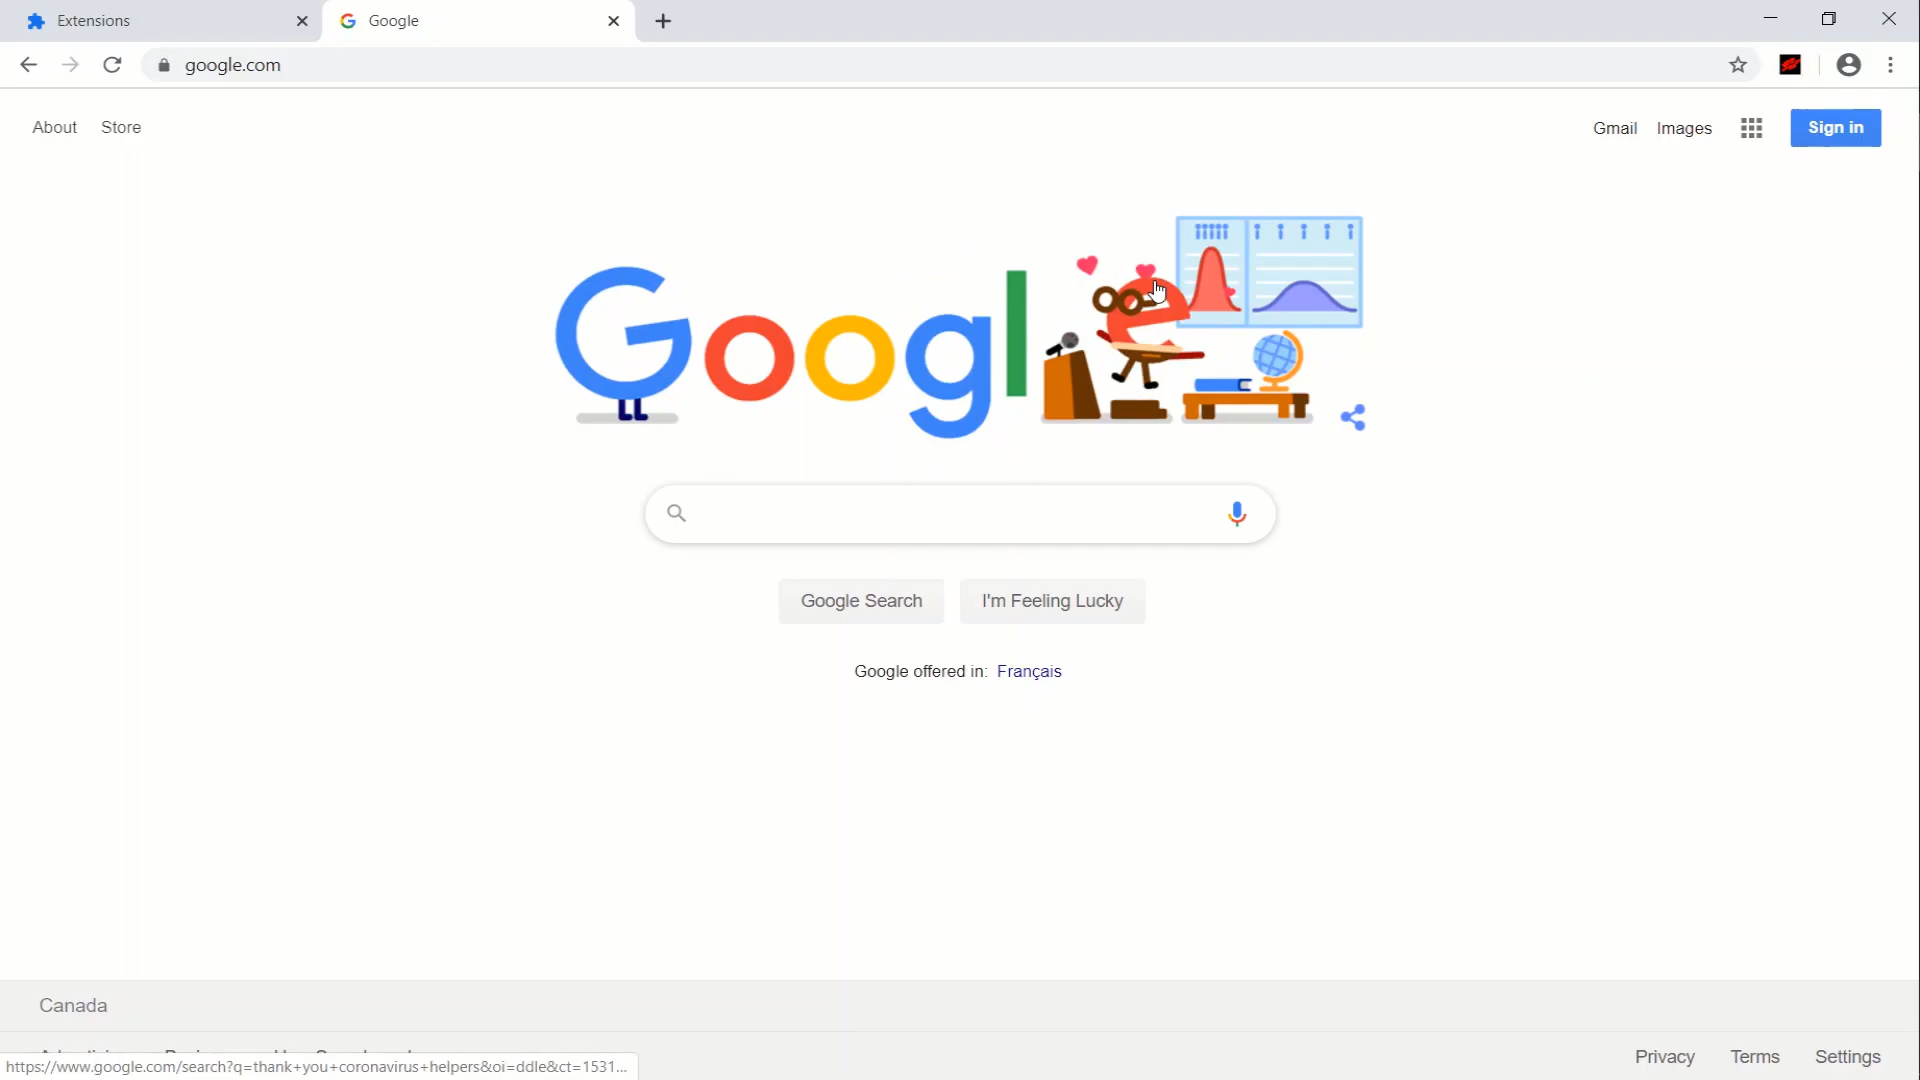 Extensions
Google
google.com
About Store
Gmail Images Sign in
Google
Google Search I'm Feeling Lucky
Google offered in: Français
Canada
https://www.google.com/search?q=thank+you+coronavirus+helpers&oi=ddle&ct=1531...
Privacy Terms Settings